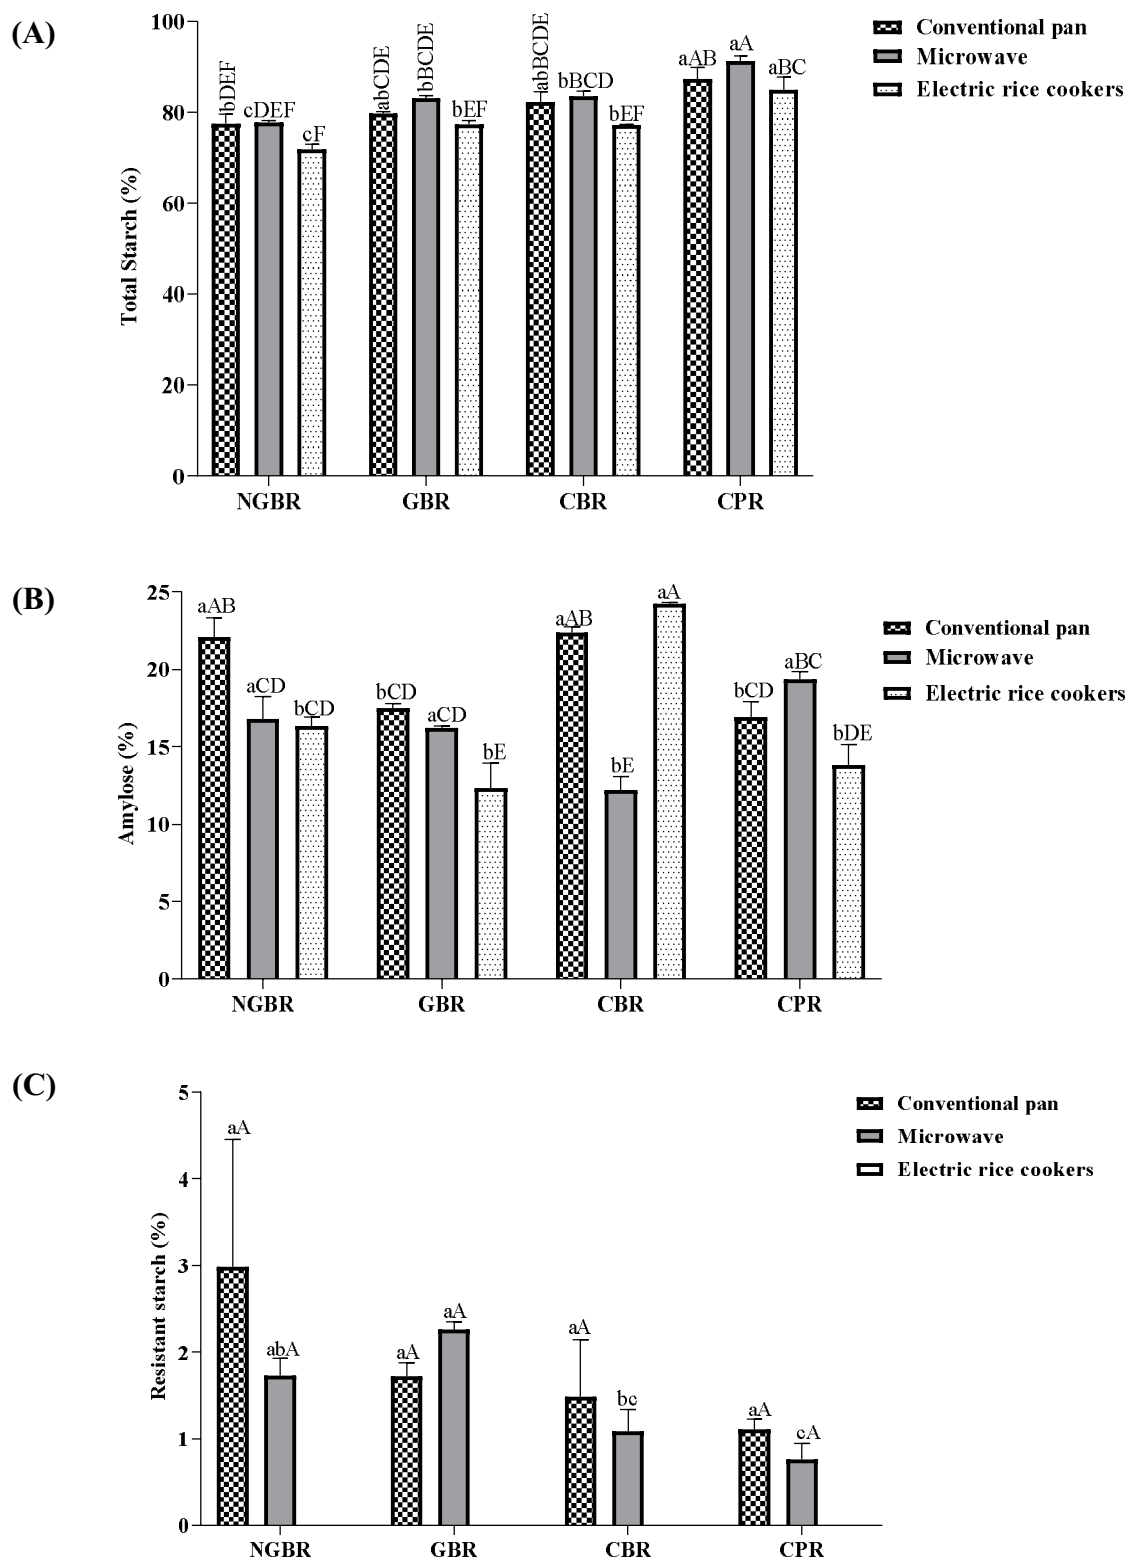 (A)
Total Starch (%)
100
80
60
40
20
0
bDEF
cDEF
cF
abCDE
bBCDE
bEF
abBCDE
bBCD
bEF
aAB
aA
aBC
NGBR
GBR
CBR
CPR
Conventional pan
Microwave
Electric rice cookers
(B)
Amylose (%)
25
20
15
10
5
0
aAB
aCD
bCD
bCD
aCD
bE
aAB
bE
aA
bCD
aBC
bDE
NGBR
GBR
CBR
CPR
Conventional pan
Microwave
Electric rice cookers
(C)
Resistant starch (%)
5
4
3
2
1
0
aA
abA
aA
aA
aA
bc
aA
cA
NGBR
GBR
CBR
CPR
Conventional pan
Microwave
Electric rice cookers